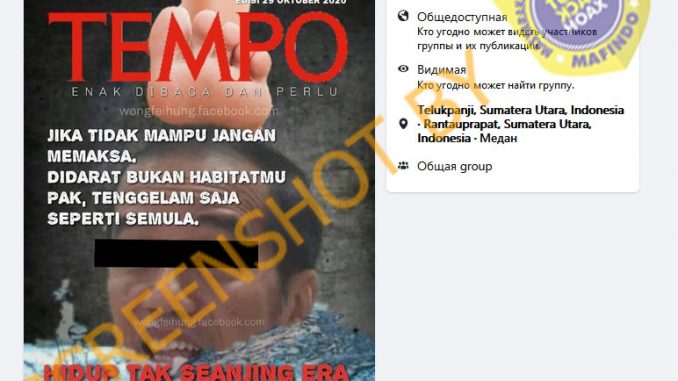 EDISI 29 OKTOBER 2020
TEMPO
ENAK DIBACA DAN PERLU
wongfeihung.facebook.com
JIKA TIDAK MAMPU JANGAN
MEMAKSA.
DIDARAT BUKAN HABITATMU
PAK, TENGGELAM SAJA
SEPERTI SEMULA.
wongfeihung.facebook.com
HIDUP TAK SEANJING ERA
SCREENSHOT BY
Общедоступная
Кто угодно может видеть участников
группы и их публикации.
Видимая
Кто угодно может найти группу.
Telukpanji, Sumatera Utara, Indonesia
· Rantauprapat, Sumatera Utara,
Indonesia · Медан
Общая group
HOAX
MAFINDO